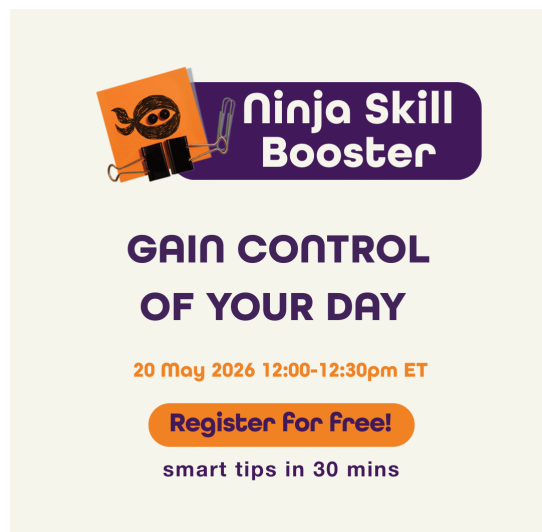 Ninja Skill
Booster
GAIN CONTROL
OF YOUR DAY
20 May 2026 12:00-12:30pm ET
Register for free!
smart tips in 30 mins